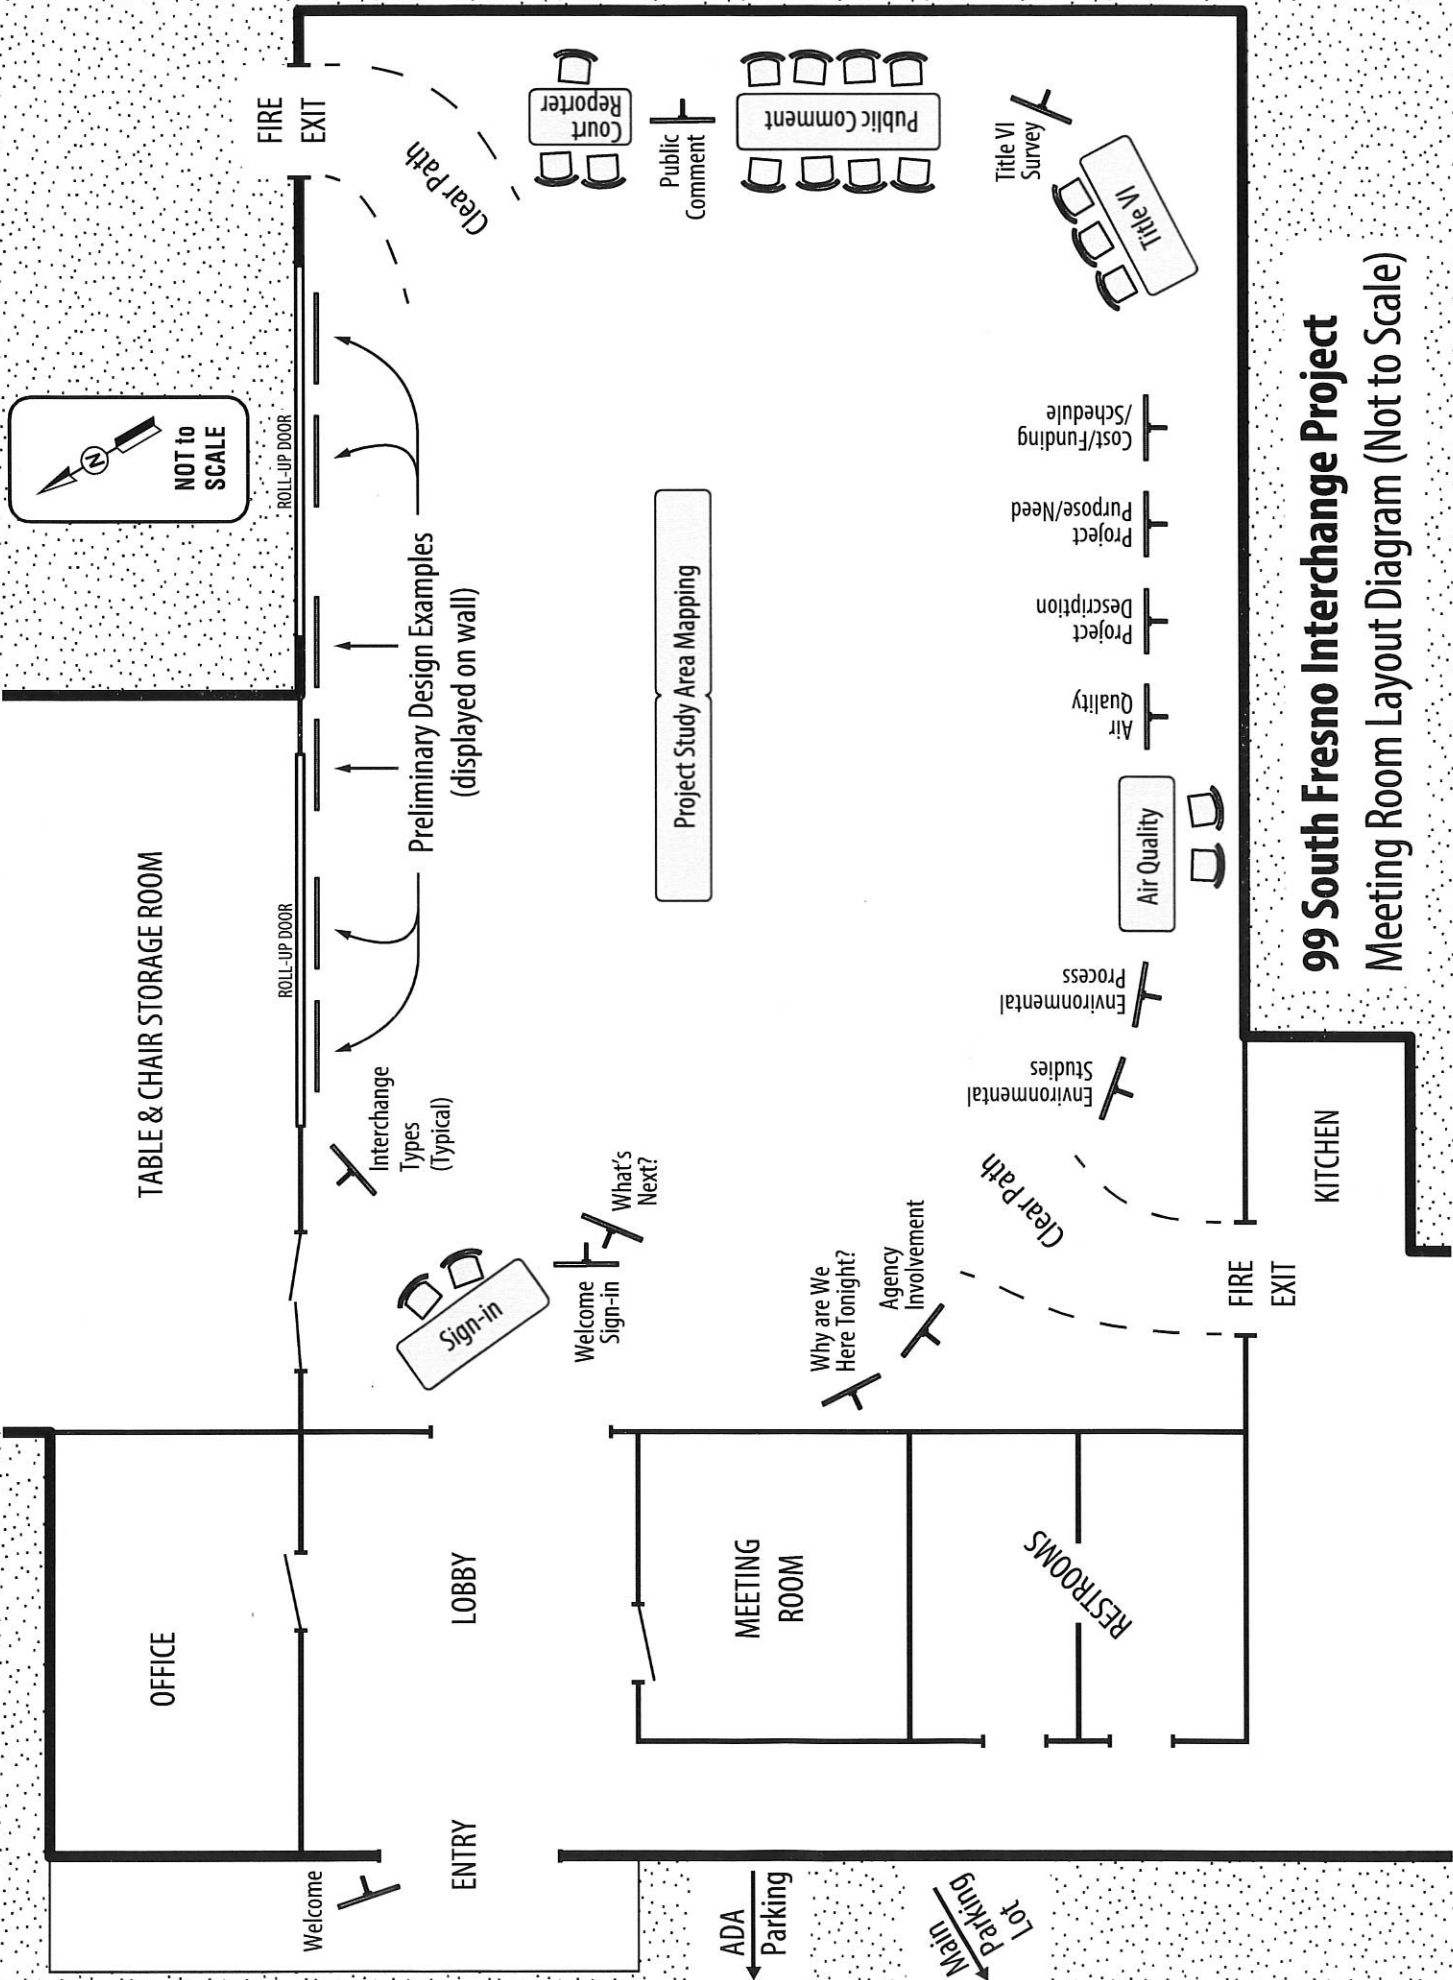 99 South Fresno Interchange Project
Meeting Room Layout Diagram (Not to Scale)
N
NOT to
SCALE
TABLE & CHAIR STORAGE ROOM
ROLL-UP DOOR
ROLL-UP DOOR
FIRE
EXIT
Clear Path
Preliminary Design Examples
(displayed on wall)
Interchange
Types
(Typical)
Court
Reporter
Public
Comment
Public Comment
Title VI
Survey
Title VI
Project Study Area Mapping
Cost/Funding
/Schedule
Project
Purpose/Need
Project
Description
Air
Quality
Air Quality
Environmental
Process
Environmental
Studies
Clear Path
FIRE
EXIT
KITCHEN
What's
Next?
Welcome
Sign-in
Sign-in
Why are We
Here Tonight?
Agency
Involvement
OFFICE
LOBBY
MEETING
ROOM
RESTROOMS
ENTRY
Welcome
ADA
Parking
Main
Parking
Lot